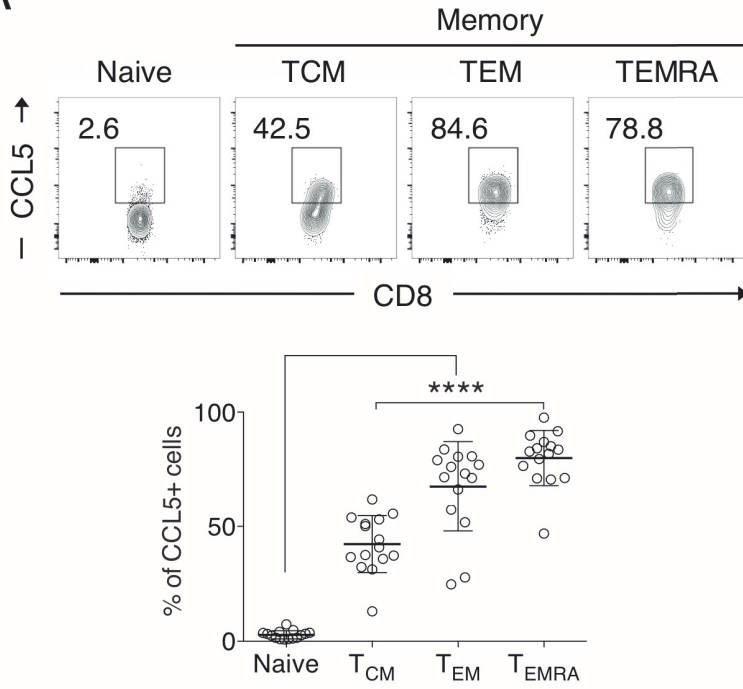 Memory
Naive TCM TEM TEMRA
2.6 42.5 84.6 78.8
CCL5
CD8
****
100
50
0
% of CCL5+ cells
Naive TCM TEM TEMRA